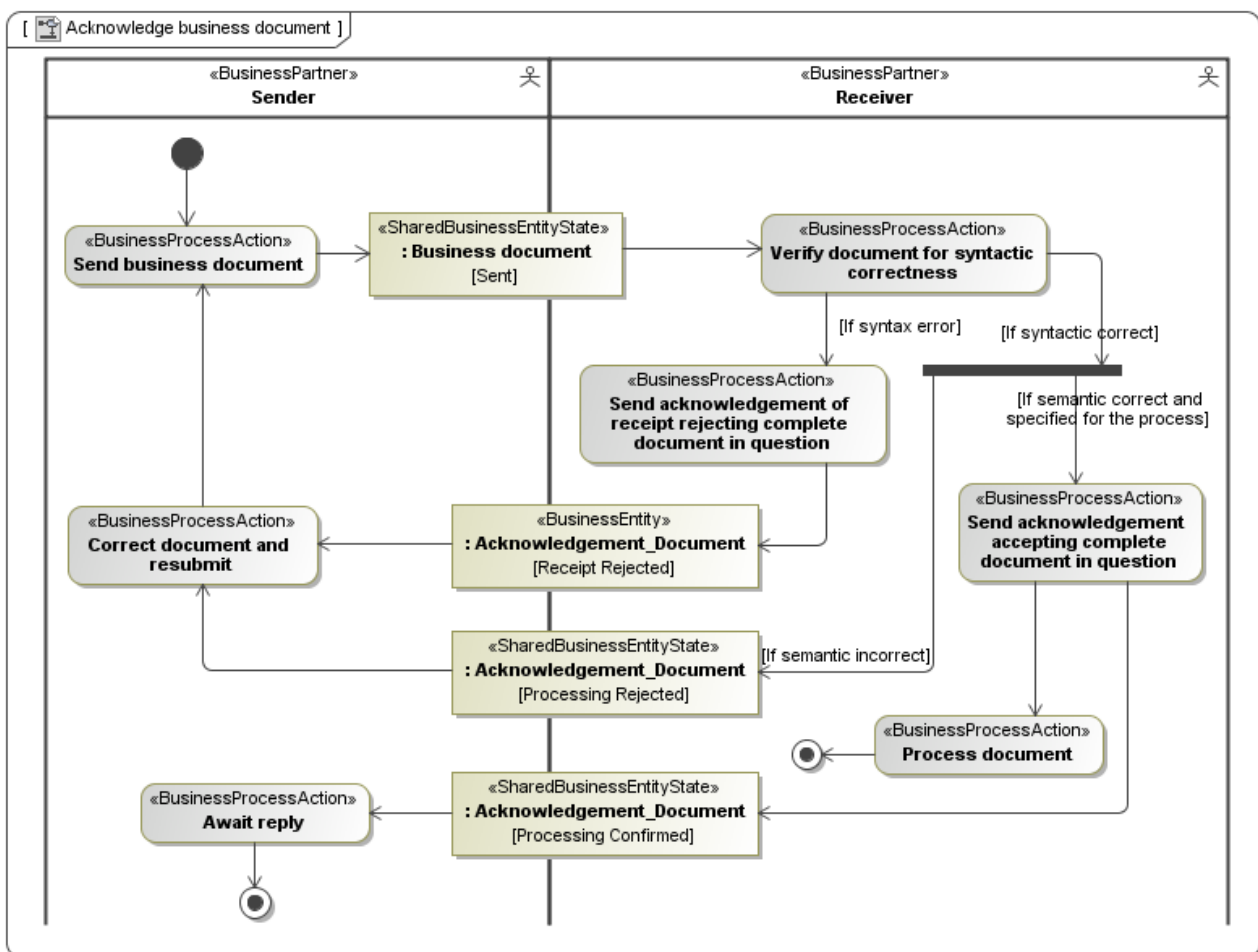 [ Acknowledge business document ]
«BusinessPartner»
Sender
«BusinessPartner»
Receiver
«BusinessProcessAction»
Send business document
«SharedBusinessEntityState»
: Business document
[Sent]
«BusinessProcessAction»
Verify document for syntactic
correctness
[If syntax error]
[If syntactic correct]
«BusinessProcessAction»
Send acknowledgement of
receipt rejecting complete
document in question
[If semantic correct and
specified for the process]
«BusinessProcessAction»
Send acknowledgement
accepting complete
document in question
«BusinessProcessAction»
Correct document and
resubmit
«BusinessEntity»
: Acknowledgement_Document
[Receipt Rejected]
«SharedBusinessEntityState»
: Acknowledgement_Document
[Processing Rejected]
[If semantic incorrect]
«BusinessProcessAction»
Process document
«BusinessProcessAction»
Await reply
«SharedBusinessEntityState»
: Acknowledgement_Document
[Processing Confirmed]